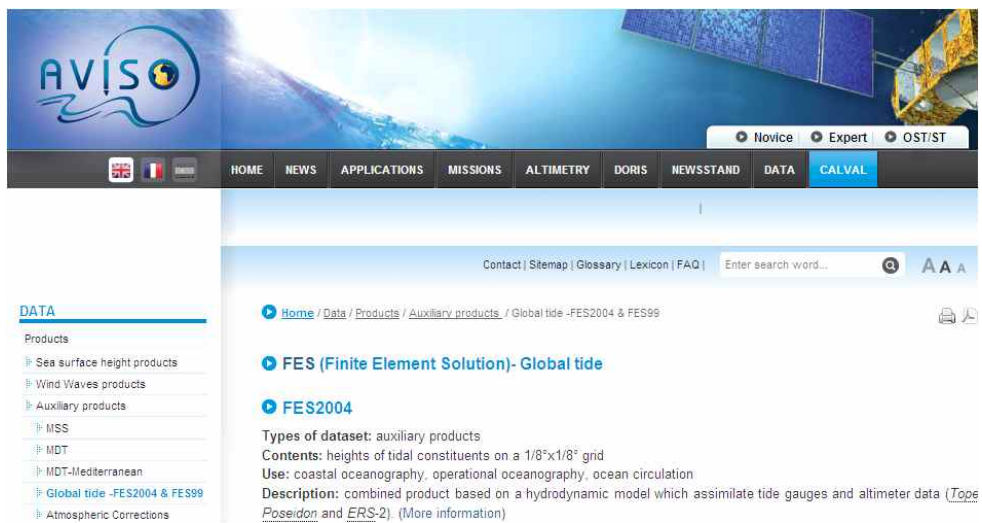 AVISO
Novice | Expert | OST/ST
HOME NEWS APPLICATIONS MISSIONS ALTIMETRY DORIS NEWSSTAND DATA CALVAL
Contact | Sitemap | Glossary | Lexicon | FAQ | Enter search word... A A A
DATA
Products
Sea surface height products
Wind Waves products
Auxiliary products
MSS
MDT
MDT-Mediterranean
Global tide -FES2004 & FES99
Atmospheric Corrections
Home / Data / Products / Auxiliary products / Global tide -FES2004 & FES99
FES (Finite Element Solution)- Global tide
FES2004
Types of dataset: auxiliary products
Contents: heights of tidal constituents on a 1/8°x1/8° grid
Use: coastal oceanography, operational oceanography, ocean circulation
Description: combined product based on a hydrodynamic model which assimilate tide gauges and altimeter data (Tope
Poseidon and ERS-2). (More information)